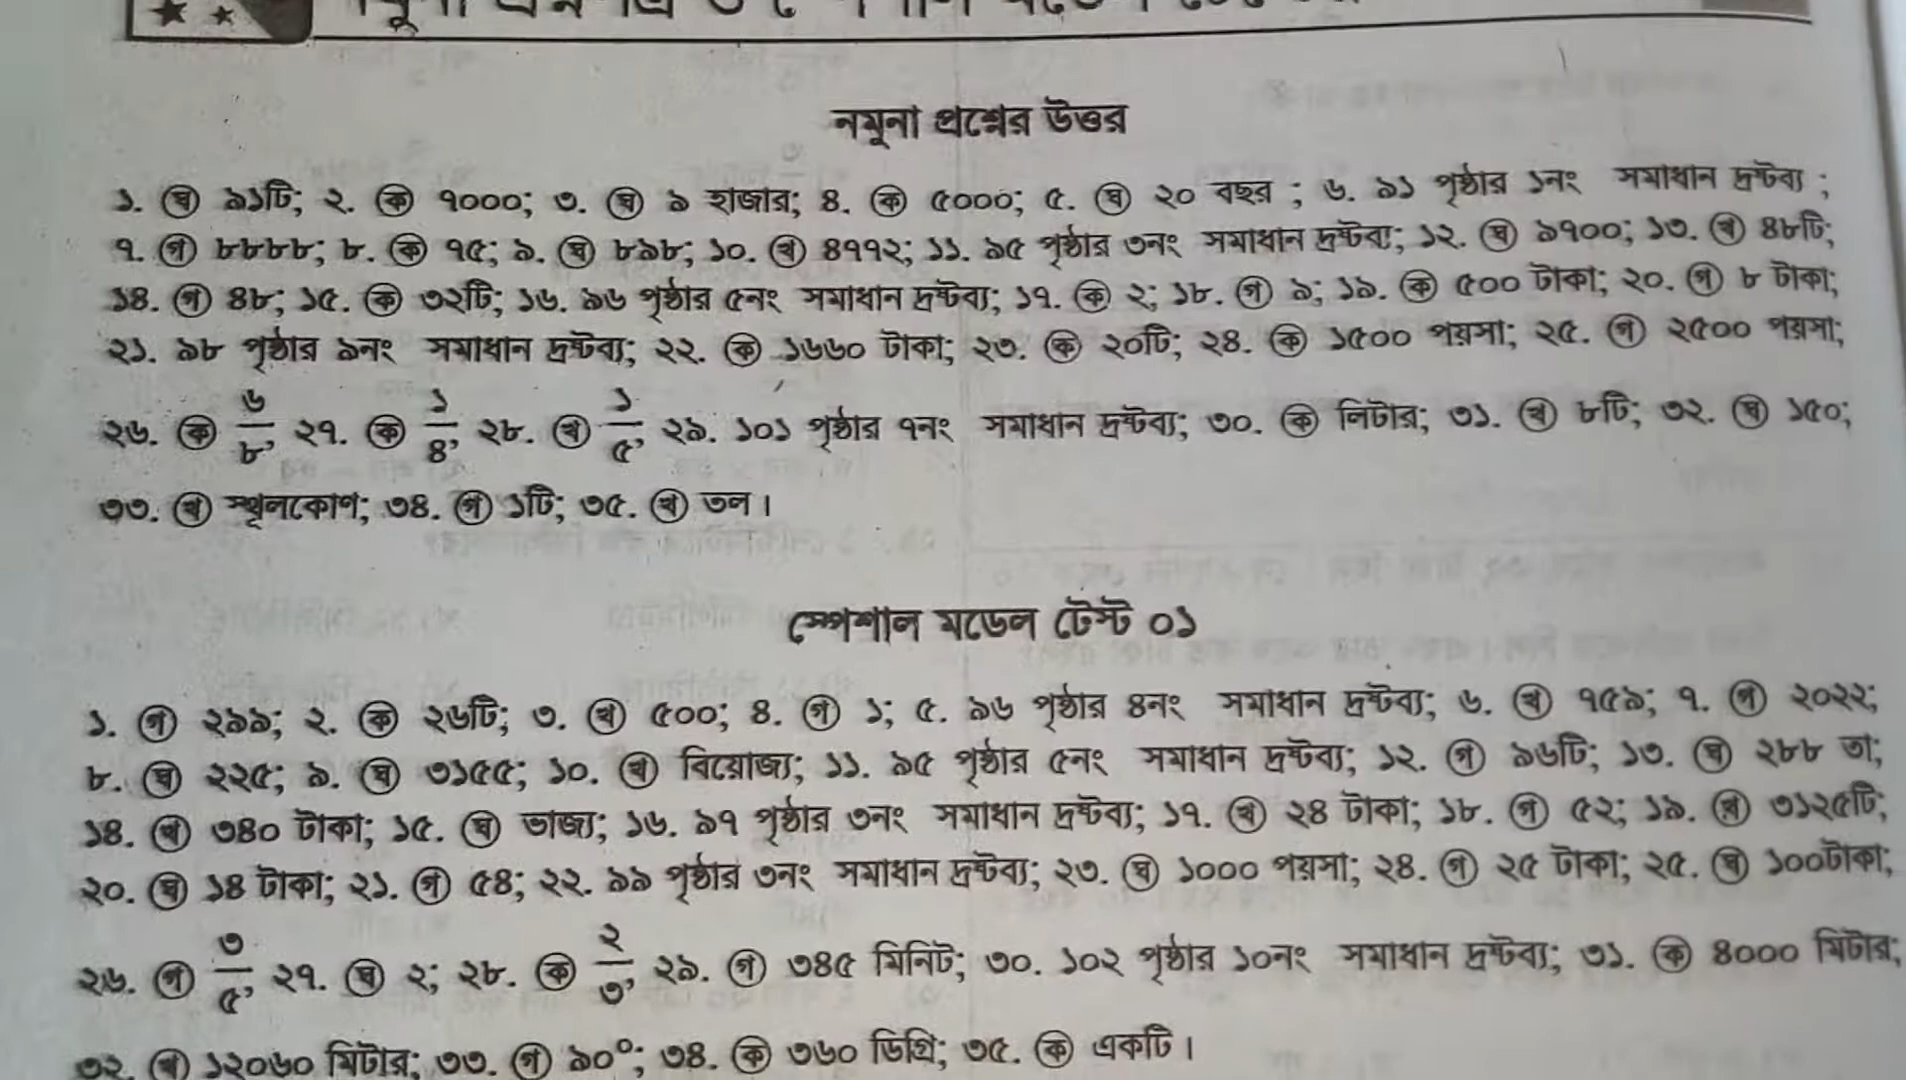 নমুনা প্রশ্নের উত্তর
১. ঘ ৯১টি; ২. ক ৭০০০; ৩. ঘ ৯ হাজার; ৪. ক ৫০০০; ৫. ঘ ২০ বছর ; ৬. ৯১ পৃষ্ঠার ১নং সমাধান দ্রষ্টব্য ;
৭. গ ৮৮৮৮; ৮. ক ৭৫; ৯. ঘ ৮৯৮; ১০. খ ৪৭৭২; ১১. ৯৫ পৃষ্ঠার ৩নং সমাধান দ্রষ্টব্য; ১২. ঘ ৯৭০০; ১৩. খ ৪৮টি;
১৪. গ ৪৮; ১৫. ক ৩২টি; ১৬. ৯৬ পৃষ্ঠার ৫নং সমাধান দ্রষ্টব্য; ১৭. ক ২; ১৮. গ ৯; ১৯. ক ৫০০ টাকা; ২০. গ ৮ টাকা;
২১. ৯৮ পৃষ্ঠার ৯নং সমাধান দ্রষ্টব্য; ২২. ক ১৬৬০ টাকা; ২৩. ক ২০টি; ২৪. ক ১৫০০ পয়সা; ২৫. গ ২৫০০ পয়সা;
২৬. ক ৬/৮; ২৭. ক ১/৪; ২৮. খ ১/৫; ২৯. ১০১ পৃষ্ঠার ৭নং সমাধান দ্রষ্টব্য; ৩০. ক লিটার; ৩১. খ ৮টি; ৩২. ঘ ১৫০;
৩৩. খ স্থূলকোণ; ৩৪. গ ১টি; ৩৫. খ তল।
স্পেশাল মডেল টেস্ট ০১
১. গ ২৯৯; ২. ক ২৬টি; ৩. খ ৫০০; ৪. গ ১; ৫. ৯৬ পৃষ্ঠার ৪নং সমাধান দ্রষ্টব্য; ৬. খ ৭৫৯; ৭. গ ২০২২;
৮. ঘ ২২৫; ৯. ঘ ৩১৫৫; ১০. খ বিয়োজ্য; ১১. ৯৫ পৃষ্ঠার ৫নং সমাধান দ্রষ্টব্য; ১২. গ ৯৬টি; ১৩. ঘ ২৮৮ তা;
১৪. খ ৩৪০ টাকা; ১৫. ঘ ভাজ্য; ১৬. ৯৭ পৃষ্ঠার ৩নং সমাধান দ্রষ্টব্য; ১৭. খ ২৪ টাকা; ১৮. গ ৫২; ১৯. খ ৩১২৫টি;
২০. ঘ ১৪ টাকা; ২১. গ ৫৪; ২২. ৯৯ পৃষ্ঠার ৩নং সমাধান দ্রষ্টব্য; ২৩. ঘ ১০০০ পয়সা; ২৪. গ ২৫ টাকা; ২৫. ঘ ১০০টাকা;
২৬. গ ৩/৫; ২৭. ঘ ২; ২৮. ক ২/৩; ২৯. গ ৩৪৫ মিনিট; ৩০. ১০২ পৃষ্ঠার ১০নং সমাধান দ্রষ্টব্য; ৩১. ক ৪০০০ মিটার;
৩২. খ ১২০৬০ মিটার; ৩৩. গ ৯০°; ৩৪. ক ৩৬০ ডিগ্রি; ৩৫. ক একটি।